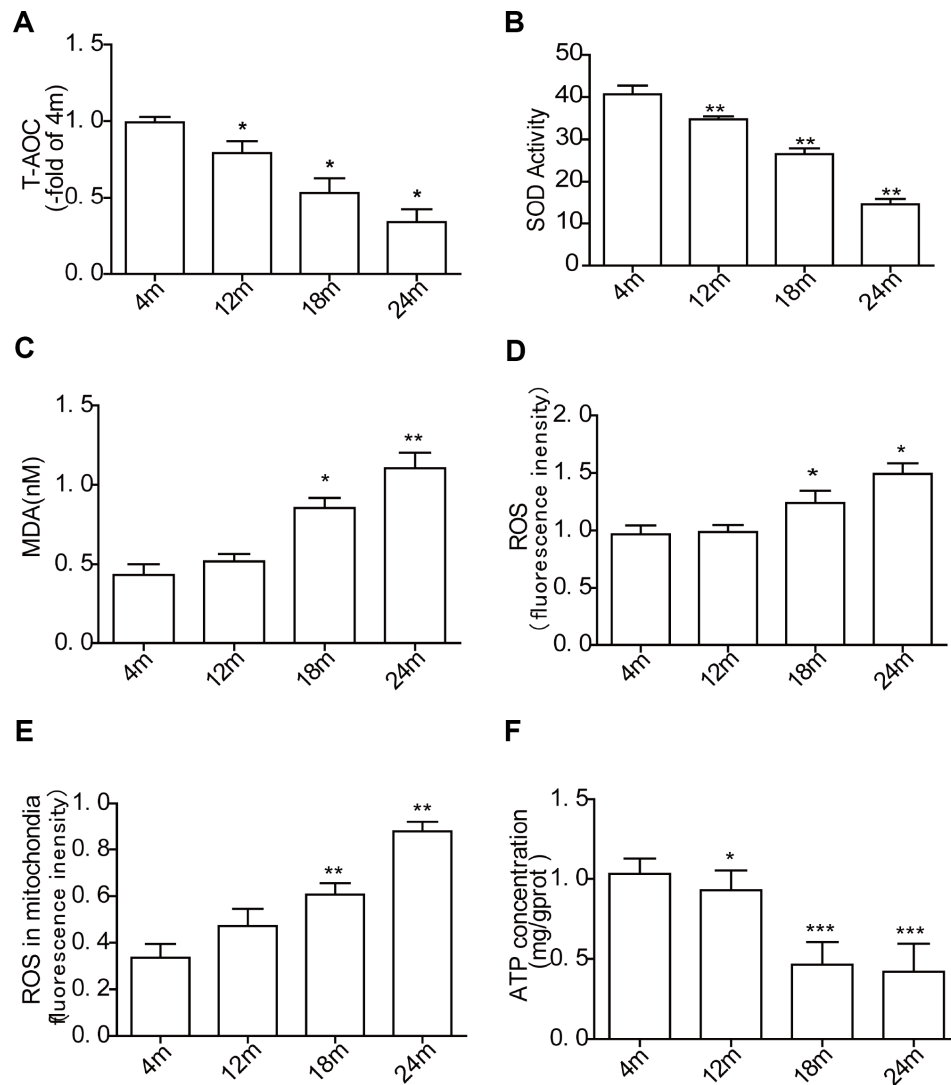 A
T-AOC
(-fold of 4m)
1. 5
1. 0
0. 5
0. 0
*
*
*
4m
12m
18m
24m
B
SOD Activity
50
40
30
20
10
0
**
**
**
4m
12m
18m
24m
C
MDA(nM)
1. 5
1. 0
0. 5
0. 0
*
**
4m
12m
18m
24m
D
ROS
(fluorescence inensity)
2. 0
1. 5
1. 0
0. 5
0. 0
*
*
4m
12m
18m
24m
E
ROS in mitochondia
(fluorescence inensity)
1. 0
0. 8
0. 6
0. 4
0. 2
0. 0
**
**
4m
12m
18m
24m
F
ATP concentration
(mg/gprot )
1. 5
1. 0
0. 5
0. 0
*
***
***
4m
12m
18m
24m